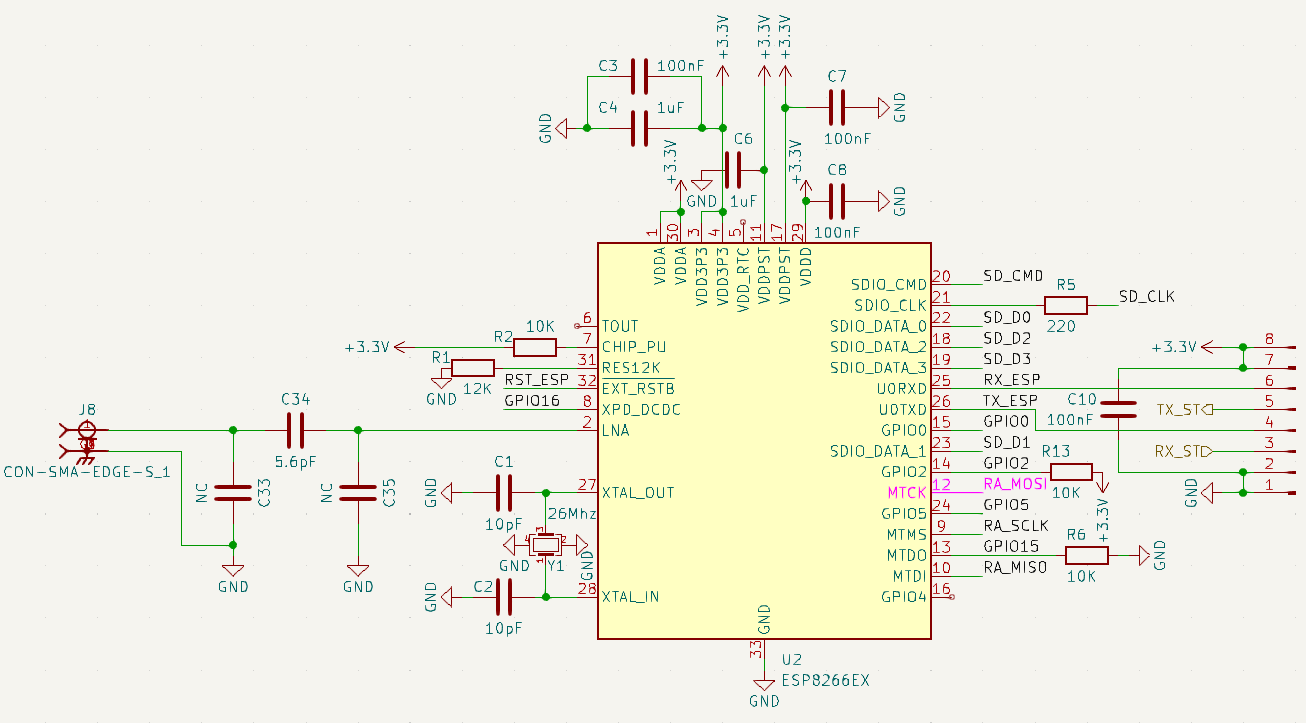 +3.3V
+3.3V
+3.3V
C3
100nF
C4
1uF
GND
C7
100nF
GND
+3.3V
C6
1uF
GND
+3.3V
C8
100nF
GND
1
30
3
4
5
11
17
29
VDDA
VDDA
VDD3P3
VDD3P3
VDD_RTC
VDDPST
VDDPST
VDDD
6
TOUT
+3.3V
R2
10K
7
CHIP_PU
R1
12K
GND
31
RES12K
RST_ESP
32
EXT_RSTB
GPIO16
8
XPD_DCDC
2
LNA
J8
1
CON-SMA-EDGE-S_1
C34
5.6pF
NC
C33
GND
NC
C35
GND
GND
C1
10pF
27
XTAL_OUT
26Mhz
3
4
2
1
GND
Y1
GND
GND
C2
10pF
28
XTAL_IN
SDIO_CMD
20
SD_CMD
SDIO_CLK
21
R5
220
SD_CLK
SDIO_DATA_0
22
SD_D0
SDIO_DATA_2
18
SD_D2
SDIO_DATA_3
19
SD_D3
U0RXD
25
RX_ESP
U0TXD
26
TX_ESP
GPIO0
15
GPIO0
SDIO_DATA_1
23
SD_D1
GPIO2
14
GPIO2
R13
10K
+3.3V
MTCK
12
RA_MOSI
GPIO5
24
GPIO5
MTMS
9
RA_SCLK
MTDO
13
GPIO15
R6
10K
GND
MTDI
10
RA_MISO
GPIO4
16
+3.3V
C10
100nF
TX_ST
RX_ST
GND
8
7
6
5
4
3
2
1
GND
33
GND
U2
ESP8266EX